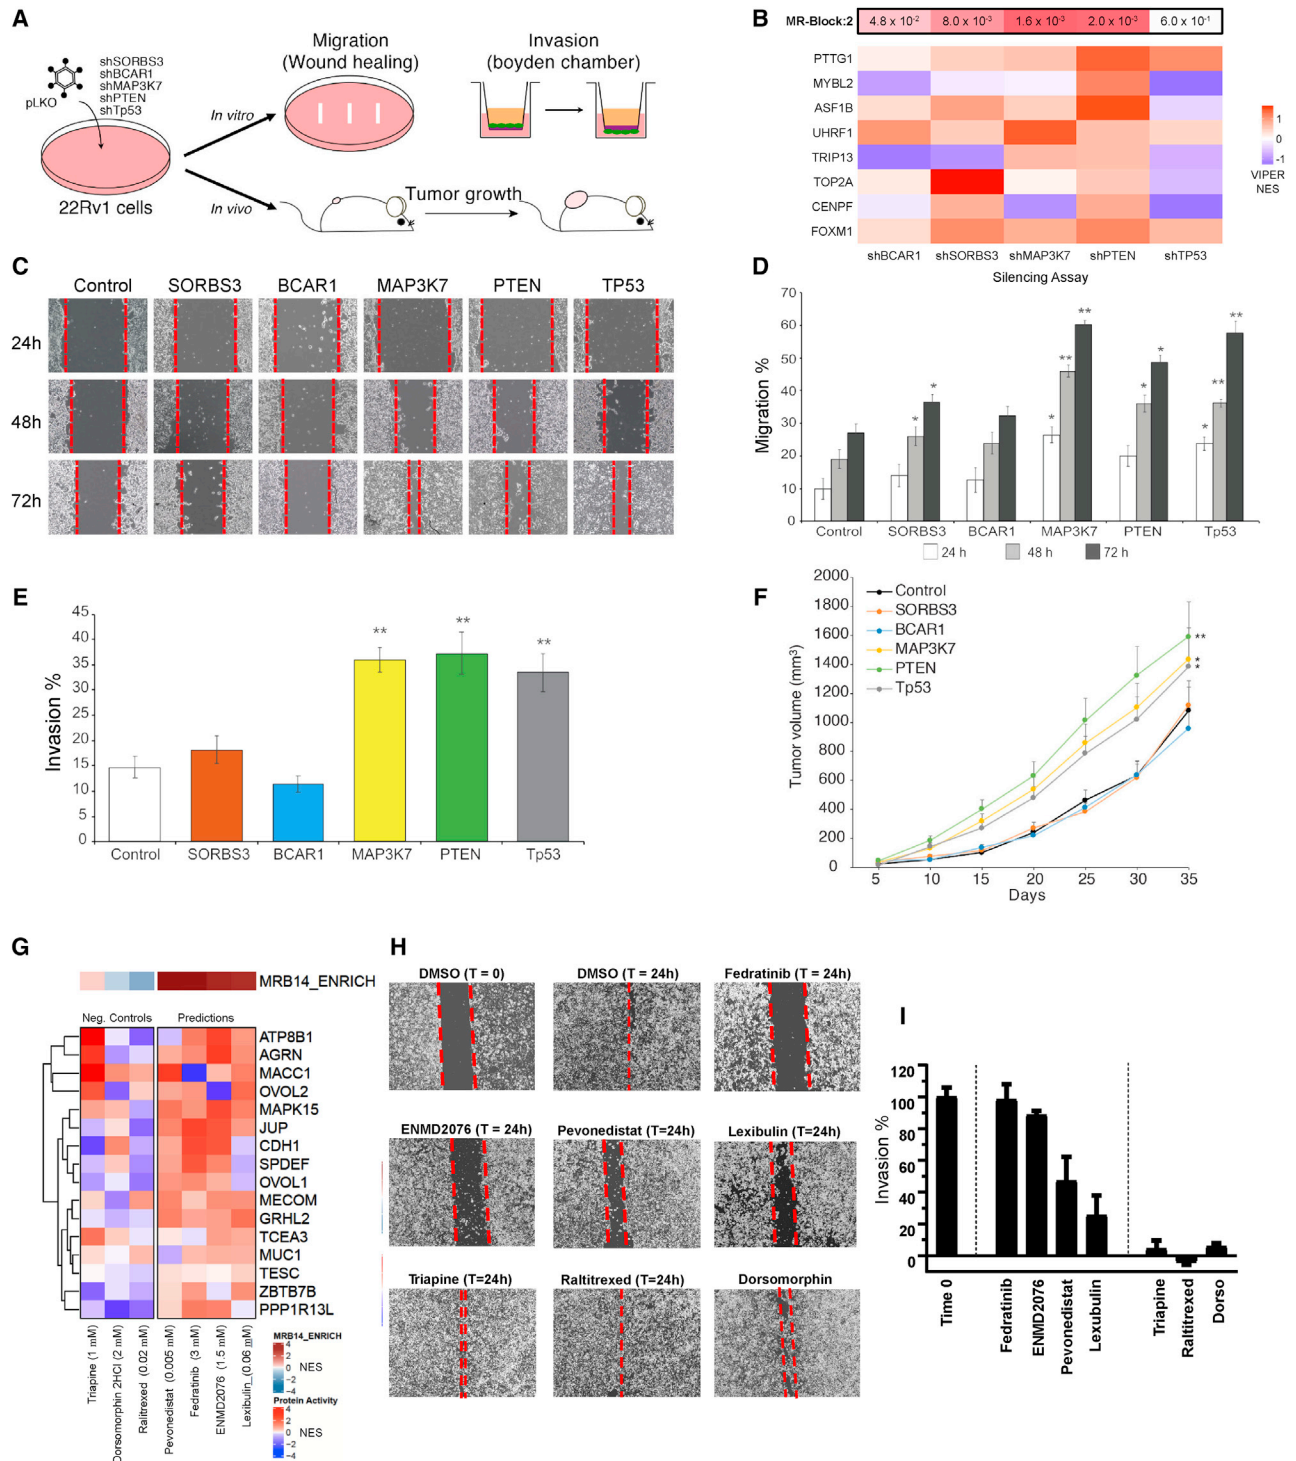 A
shSORBS3
shBCAR1
shMAP3K7
shPTEN
shTp53
pLKO
22Rv1 cells
In vitro
In vivo
Migration
(Wound healing)
Invasion
(boyden chamber)
Tumor growth
B
MR-Block:2 4.8 x 10⁻² 8.0 x 10⁻³ 1.6 x 10⁻³ 2.0 x 10⁻³ 6.0 x 10⁻¹
PTTG1
MYBL2
ASF1B
UHRF1
TRIP13
TOP2A
CENPF
FOXM1
shBCAR1 shSORBS3 shMAP3K7 shPTEN shTP53
Silencing Assay
1
0
-1
VIPER
NES
C
Control SORBS3 BCAR1 MAP3K7 PTEN TP53
24h
48h
72h
D
Migration %
70
60
50
40
30
20
10
0
* * * ** ** * * * ** **
Control SORBS3 BCAR1 MAP3K7 PTEN Tp53
24 h 48 h 72 h
E
Invasion %
45
40
35
30
25
20
15
10
5
0
** ** **
Control SORBS3 BCAR1 MAP3K7 PTEN Tp53
F
Tumor volume (mm³)
2000
1800
1600
1400
1200
1000
800
600
400
200
0
Control
SORBS3
BCAR1
MAP3K7
PTEN
Tp53
**
*
*
5 10 15 20 25 30 35
Days
G
MRB14_ENRICH
Neg. Controls Predictions
ATP8B1
AGRN
MACC1
OVOL2
MAPK15
JUP
CDH1
SPDEF
OVOL1
MECOM
GRHL2
TCEA3
MUC1
TESC
ZBTB7B
PPP1R13L
Triapine (1 mM)
Dorsomorphin 2HCl (2 mM)
Ralitrexed (0.02 mM)
Pevonedistat (0.005 mM)
Fedratinib (3 mM)
ENMD2076 (1.5 mM)
Lexibulin_(0.06 mM)
MRB14_ENRICH
4
2
0 NES
−2
−4
Protein Activity
4
2
0 NES
−2
−4
H
DMSO (T = 0) DMSO (T = 24h) Fedratinib (T = 24h)
ENMD2076 (T = 24h) Pevonedistat (T=24h) Lexibulin (T=24h)
Triapine (T=24h) Raltitrexed (T=24h) Dorsomorphin
I
Invasion %
120
100
80
60
40
20
0
Time 0
Fedratinib
ENMD2076
Pevonedistat
Lexubulin
Triapine
Raltitrexed
Dorso